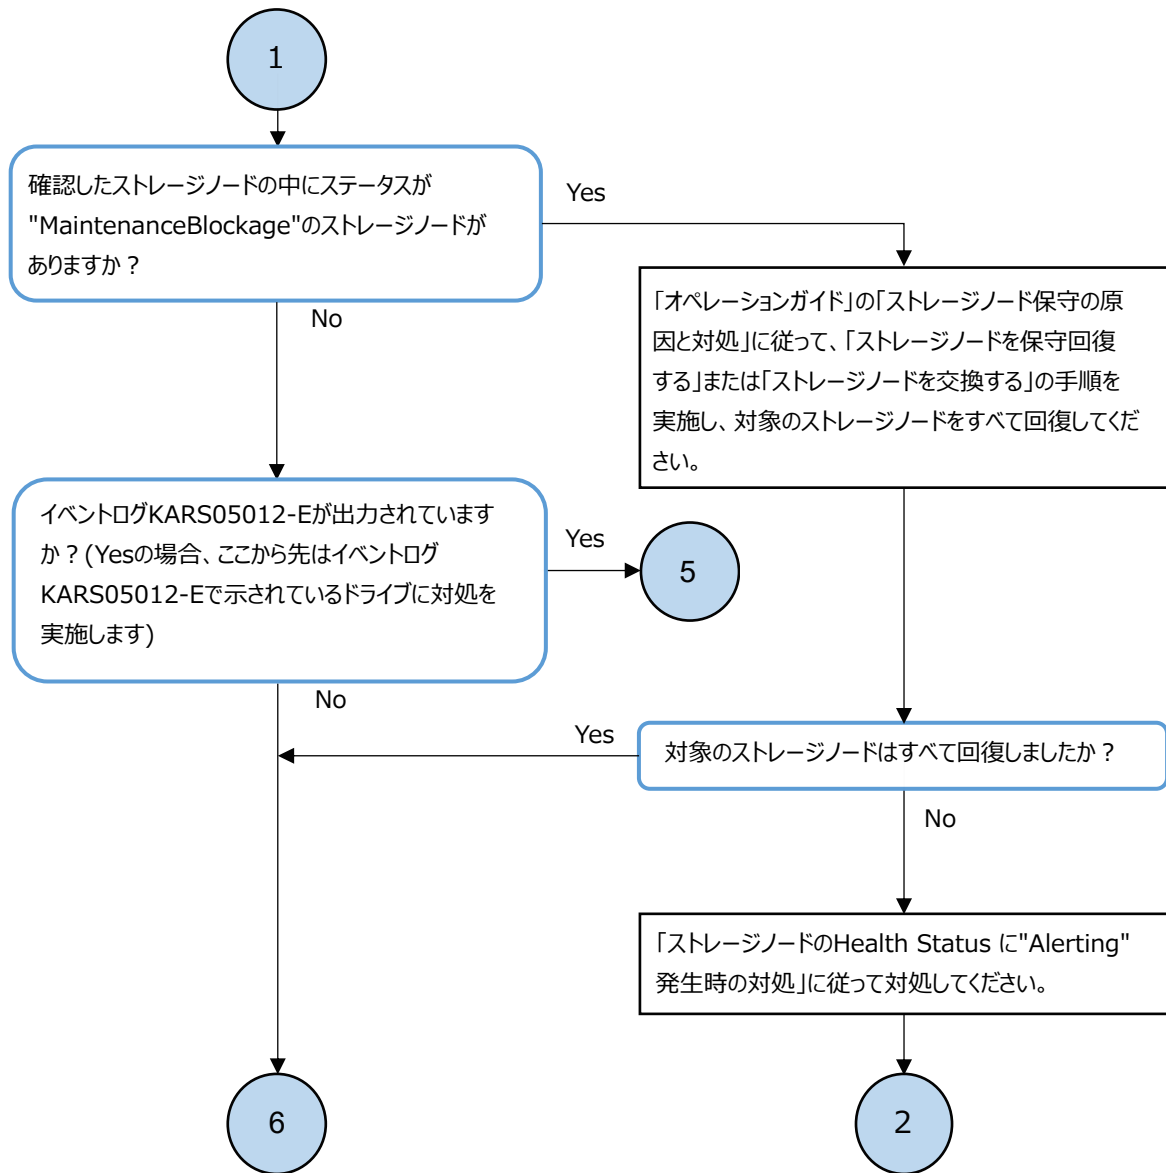 1
確認したストレージノードの中にステータスが
"MaintenanceBlockage"のストレージノードが
ありますか？
Yes
No
「オペレーションガイド」の「ストレージノード保守の原
因と対処」に従って、「ストレージノードを保守回復
する」または「ストレージノードを交換する」の手順を
実施し、対象のストレージノードをすべて回復してくだ
さい。
イベントログKARS05012-Eが出力されています
か？(Yesの場合、ここから先はイベントログ
KARS05012-Eで示されているドライブに対処を
実施します)
Yes
5
No
Yes
対象のストレージノードはすべて回復しましたか？
No
「ストレージノードのHealth Status に"Alerting"
発生時の対処」に従って対処してください。
6
2